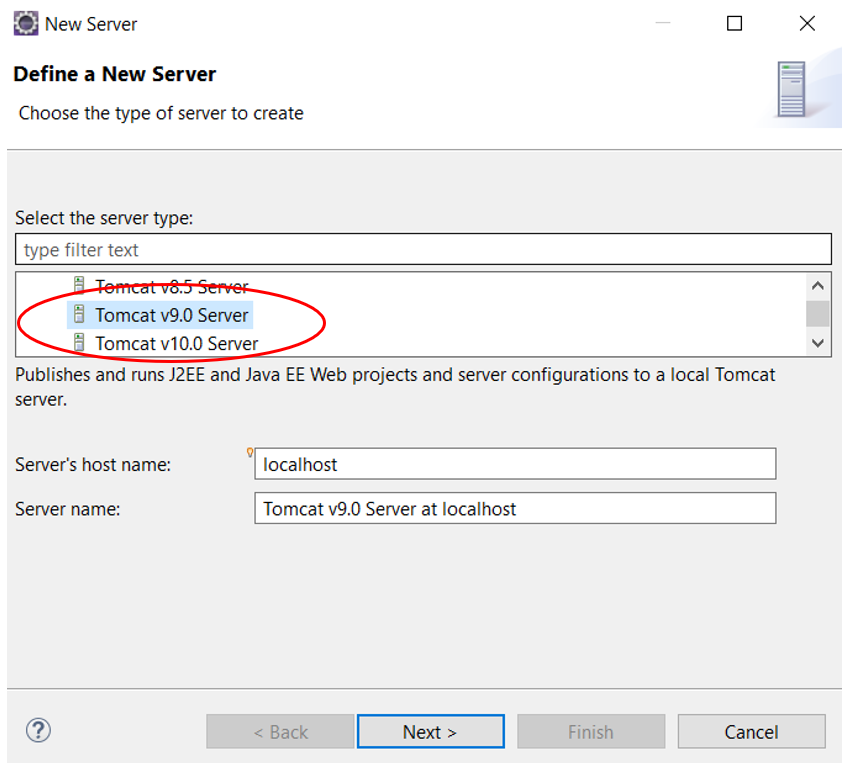 New Server
Define a New Server
Choose the type of server to create
Select the server type:
type filter text
Tomcat v8.5 Server
Tomcat v9.0 Server
Tomcat v10.0 Server
Publishes and runs J2EE and Java EE Web projects and server configurations to a local Tomcat
server.
Server's host name: localhost
Server name: Tomcat v9.0 Server at localhost
? < Back Next > Finish Cancel